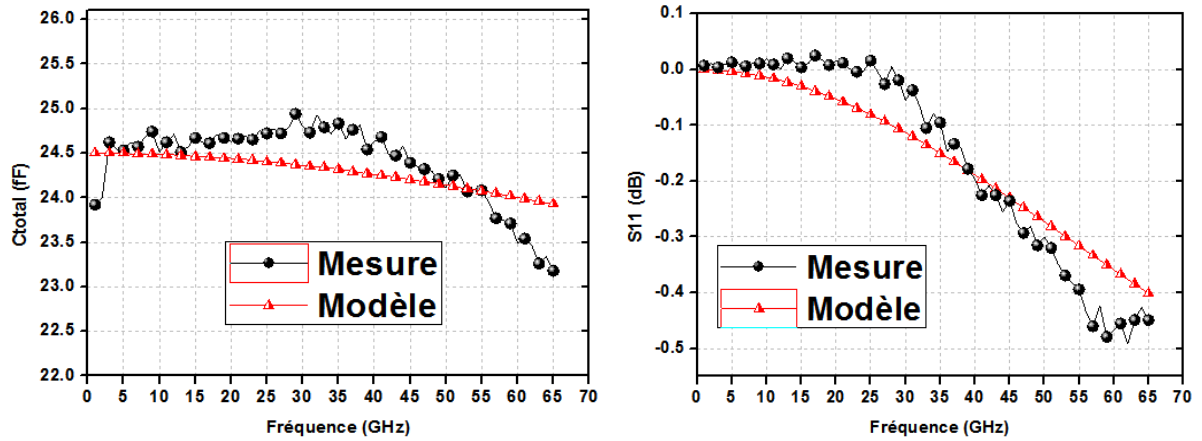 Ctotal (fF)
26.0
25.5
25.0
24.5
24.0
23.5
23.0
22.5
22.0
Mesure
Modèle
0 5 10 15 20 25 30 35 40 45 50 55 60 65 70
Fréquence (GHz)
S11 (dB)
0.1
0.0
-0.1
-0.2
-0.3
-0.4
-0.5
Mesure
Modèle
0 5 10 15 20 25 30 35 40 45 50 55 60 65 70
Fréquence (GHz)